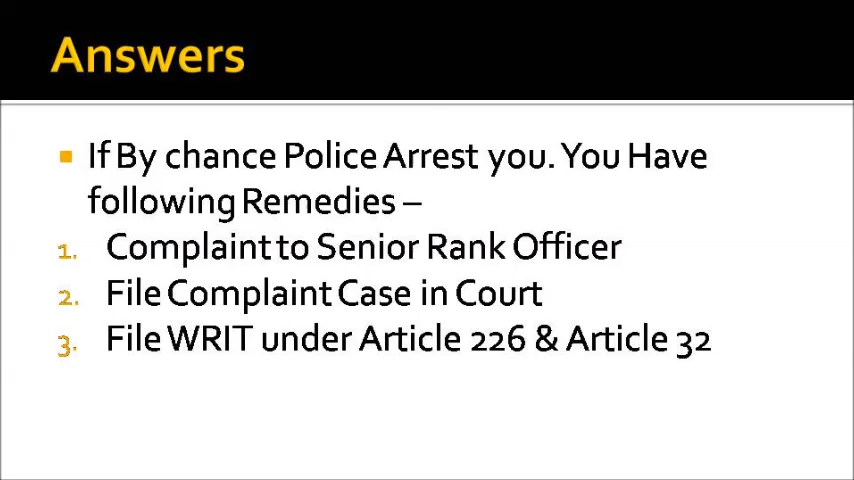 Answers
If By chance Police Arrest you. You Have
following Remedies –
1. Complaint to Senior Rank Officer
2. File Complaint Case in Court
3. File WRIT under Article 226 & Article 32